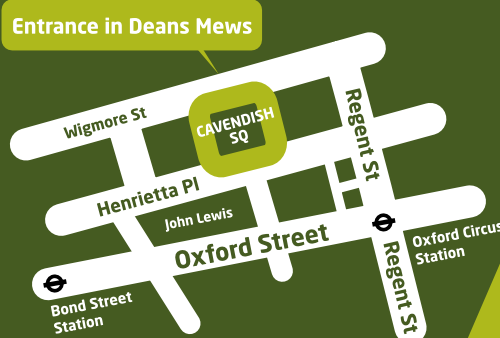 Entrance in Deans Mews
Wigmore St
CAVENDISH
SQ
Regent St
Henrietta Pl
John Lewis
Oxford Street
Oxford Circus
Station
Regent St
Bond Street
Station